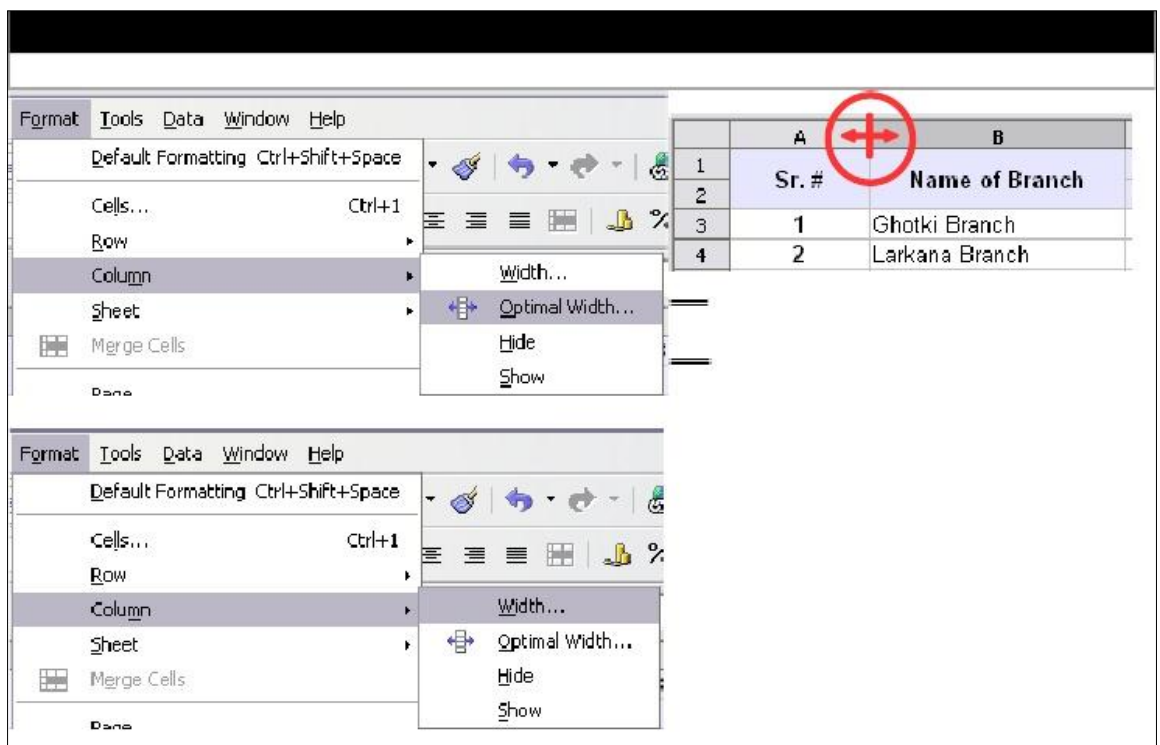 Format Tools Data Window Help
Default Formatting Ctrl+Shift+Space
Cells... Ctrl+1
Row
Column
Sheet
Merge Cells
Page
Width...
Optimal Width...
Hide
Show
%
A B
1
2
Sr. # Name of Branch
3 1 Ghotki Branch
4 2 Larkana Branch
Format Tools Data Window Help
Default Formatting Ctrl+Shift+Space
Cells... Ctrl+1
Row
Column
Sheet
Merge Cells
Page
Width...
Optimal Width...
Hide
Show
%